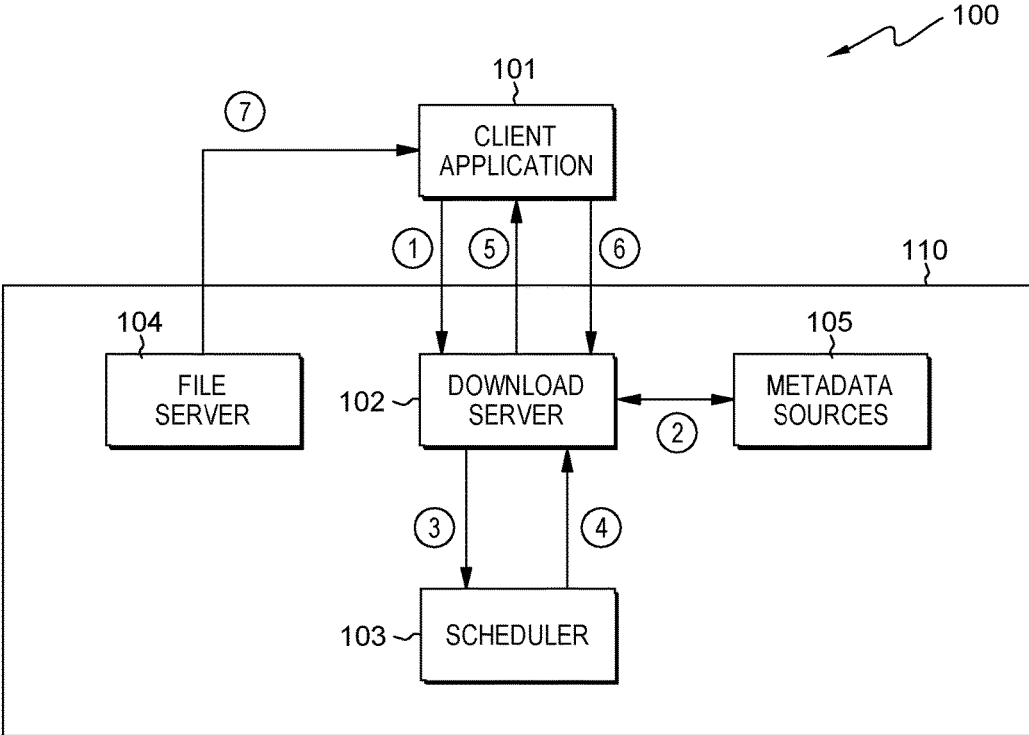 100
101
7
CLIENT
APPLICATION
1
5
6
110
104
105
FILE
SERVER
102
DOWNLOAD
SERVER
METADATA
SOURCES
2
3
4
103
SCHEDULER